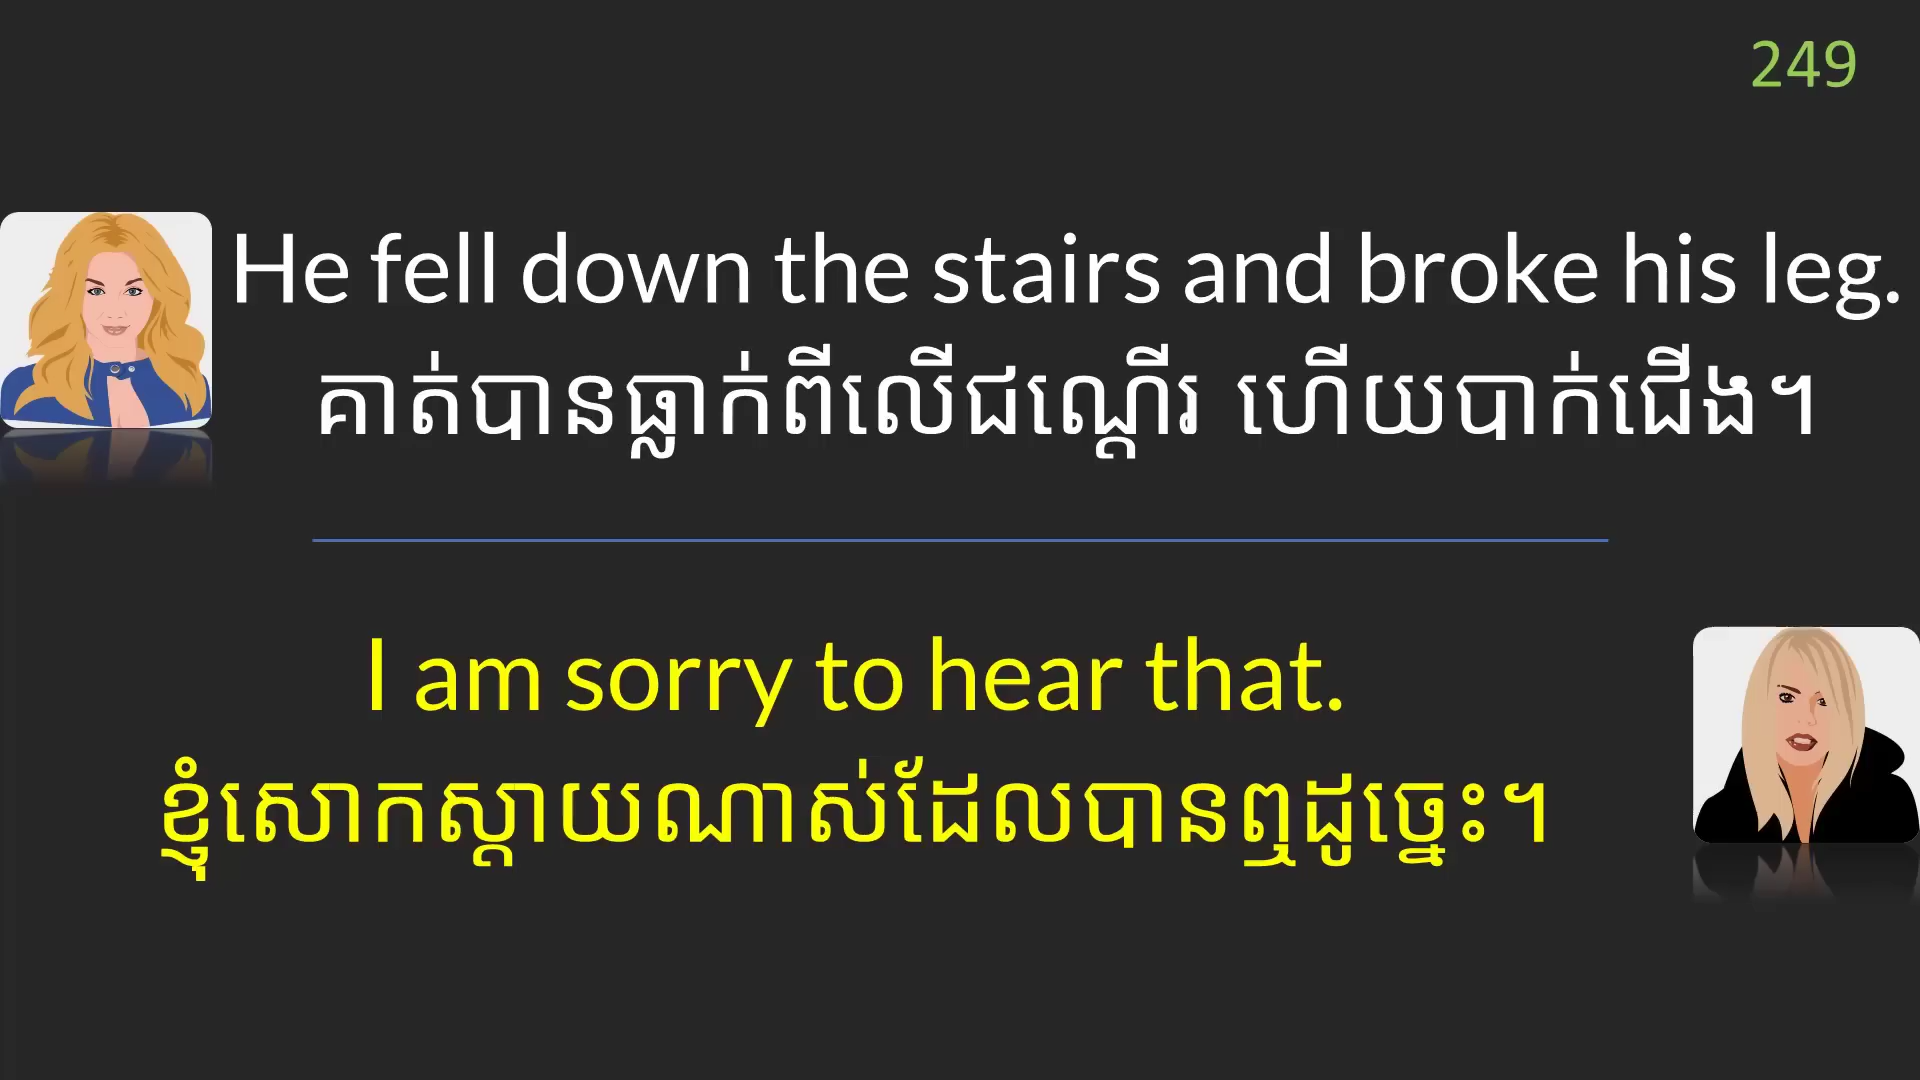 249
He fell down the stairs and broke his leg.
គាត់បានធ្លាក់ពីលើជណ្តើរ ហើយបាក់ជើង។
I am sorry to hear that.
ខ្ញុំសោកស្តាយណាស់ដែលបានឮដូច្នេះ។